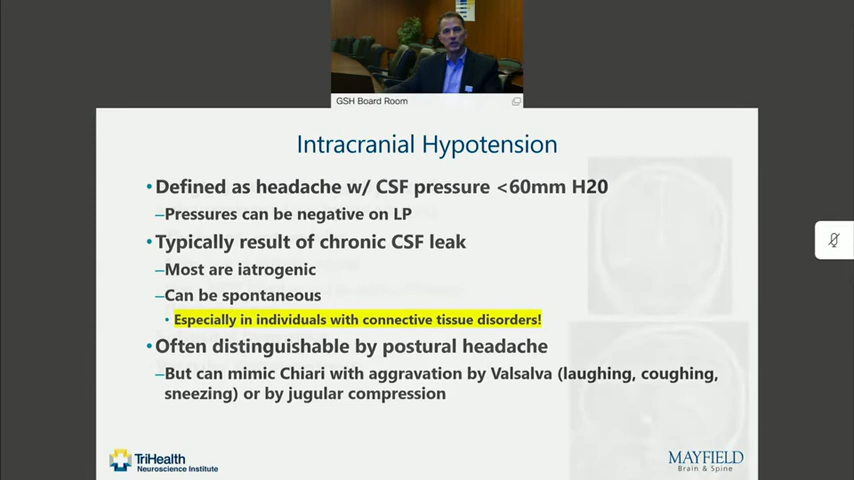 GSH Board Room
Intracranial Hypotension
•Defined as headache w/ CSF pressure <60mm H20
–Pressures can be negative on LP
•Typically result of chronic CSF leak
–Most are iatrogenic
–Can be spontaneous
• Especially in individuals with connective tissue disorders!
•Often distinguishable by postural headache
–But can mimic Chiari with aggravation by Valsalva (laughing, coughing,
sneezing) or by jugular compression
TriHealth
Neuroscience Institute
MAYFIELD
Brain & Spine